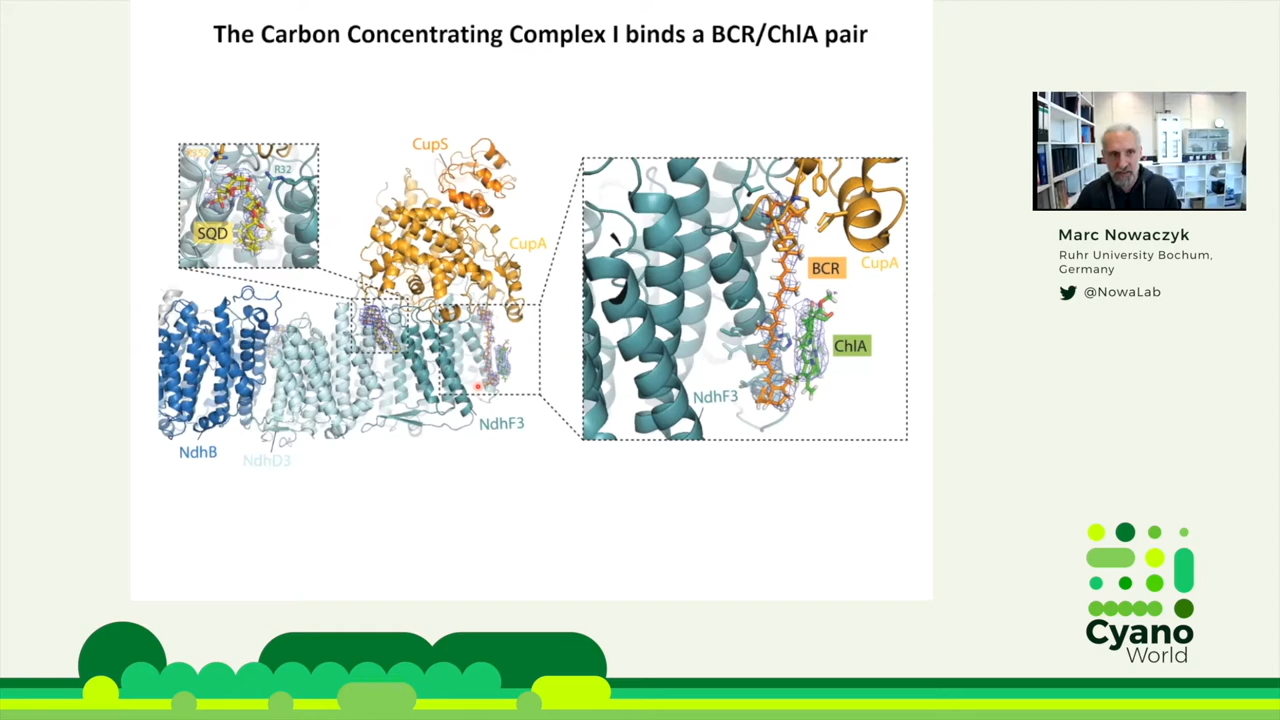 The Carbon Concentrating Complex I binds a BCR/ChlA pair
CupS
R32
SQD
CupA
BCR
CupA
ChlA
NdhF3
NdhF3
NdhB
NdhD3
Marc Nowaczyk
Ruhr University Bochum,
Germany
@NowaLab
Cyano
World